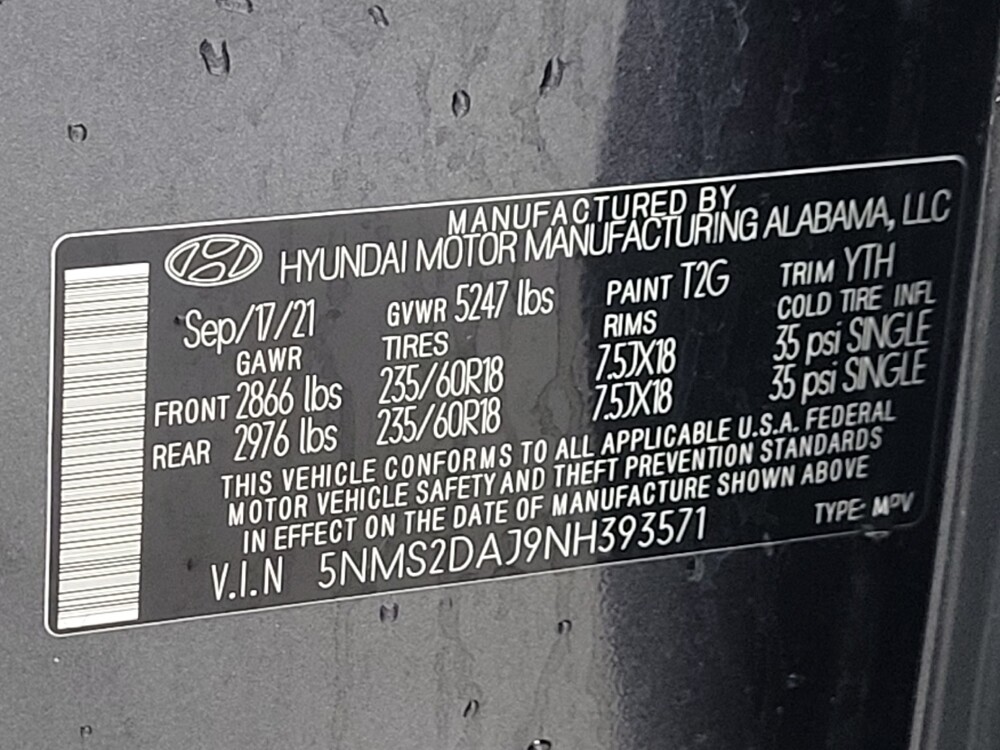 MANUFACTURED BY
HYUNDAI MOTOR MANUFACTURING ALABAMA, LLC
Sep/17/21 GVWR 5247 lbs PAINT T2G TRIM YTH
GAWR TIRES RIMS COLD TIRE INFL
FRONT 2866 lbs 235/60R18 7.5JX18 35 psi SINGLE
REAR 2976 lbs 235/60R18 7.5JX18 35 psi SINGLE
THIS VEHICLE CONFORMS TO ALL APPLICABLE U.S.A. FEDERAL
MOTOR VEHICLE SAFETY AND THEFT PREVENTION STANDARDS
IN EFFECT ON THE DATE OF MANUFACTURE SHOWN ABOVE
V.I.N 5NMS2DAJ9NH393571 TYPE: MPV